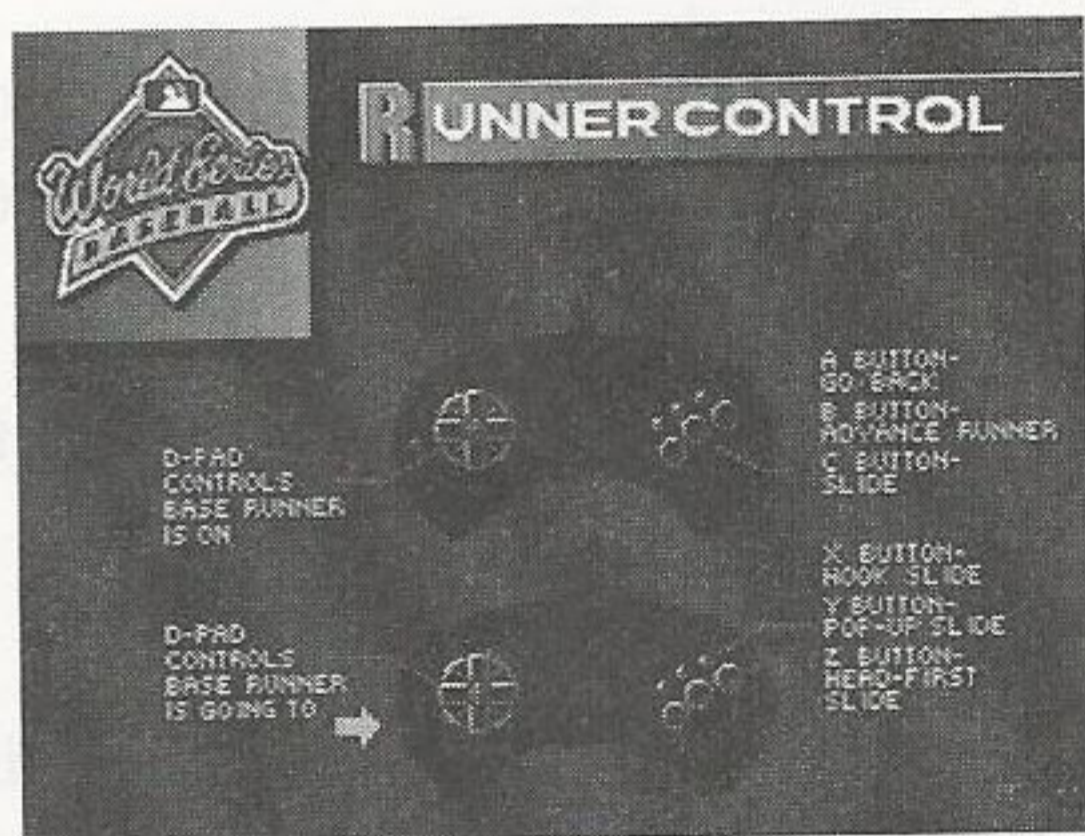 World Series
BASEBALL
RUNNER CONTROL
D-PAD
CONTROLS
BASE RUNNER
IS ON
A BUTTON-
GO BACK
B BUTTON-
ADVANCE RUNNER
C BUTTON-
SLIDE
D-PAD
CONTROLS
BASE RUNNER
IS GOING TO
X BUTTON-
HOOK SLIDE
Y BUTTON-
POP-UP SLIDE
Z BUTTON-
HEAD-FIRST
SLIDE